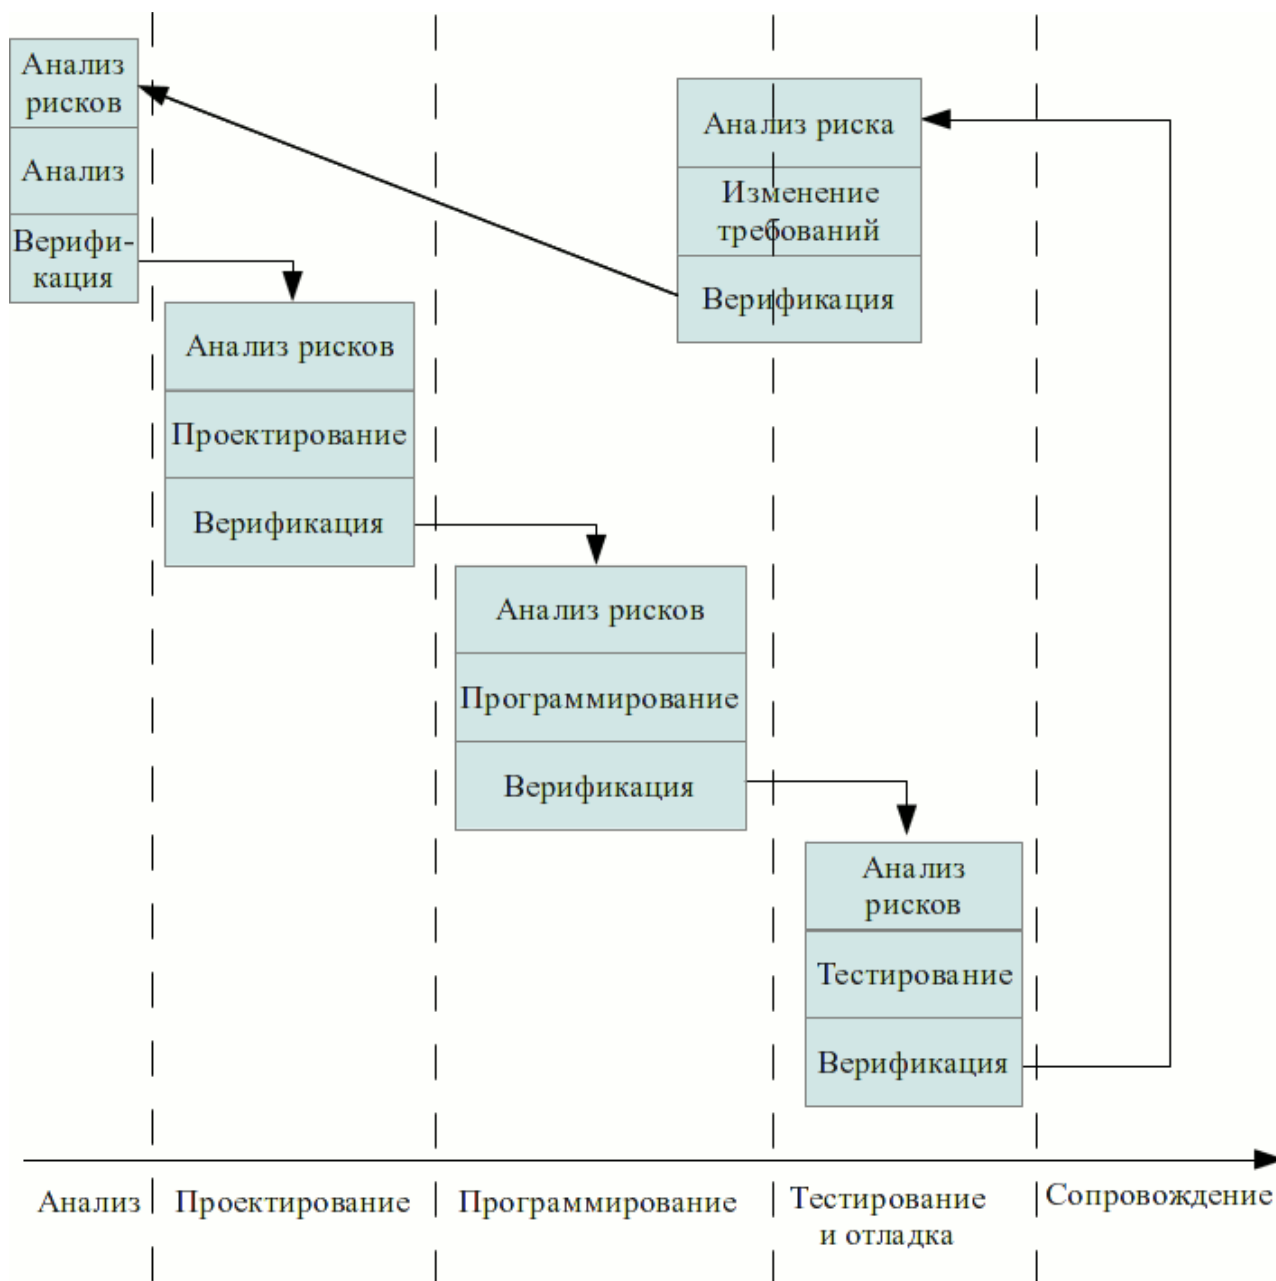 Анализ
рисков
Анализ
Верифи-
кация
Анализ риска
Изменение
требований
Верификация
Анализ рисков
Проектирование
Верификация
Анализ рисков
Программирование
Верификация
Анализ
рисков
Тестирование
Верификация
Анализ
Проектирование
Программирование
Тестирование
и отладка
Сопровождение